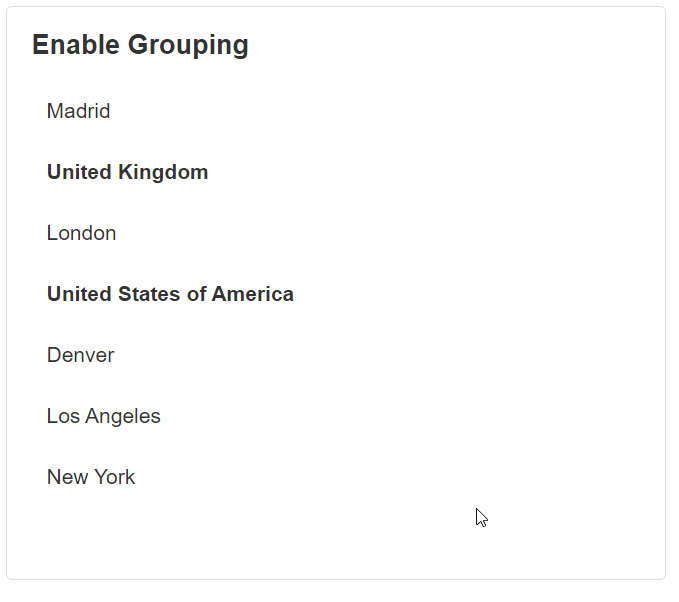 Enable Grouping
Madrid
United Kingdom
London
United States of America
Denver
Los Angeles
New York